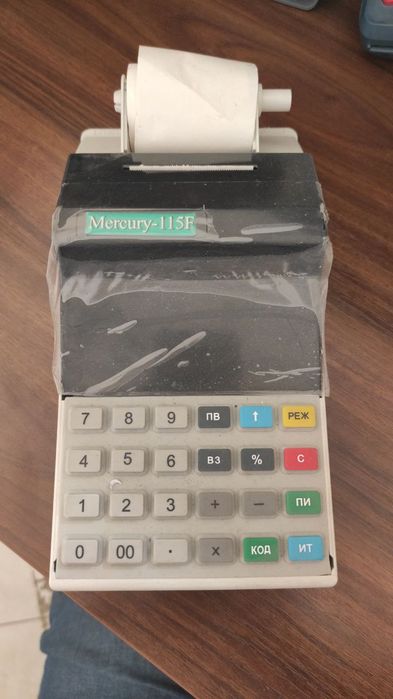 Mercury-115F
7 8 9 ПВ ↑ РЕЖ
4 5 6 ВЗ % С
1 2 3 + − ПИ
0 00 · X КОД ИТ